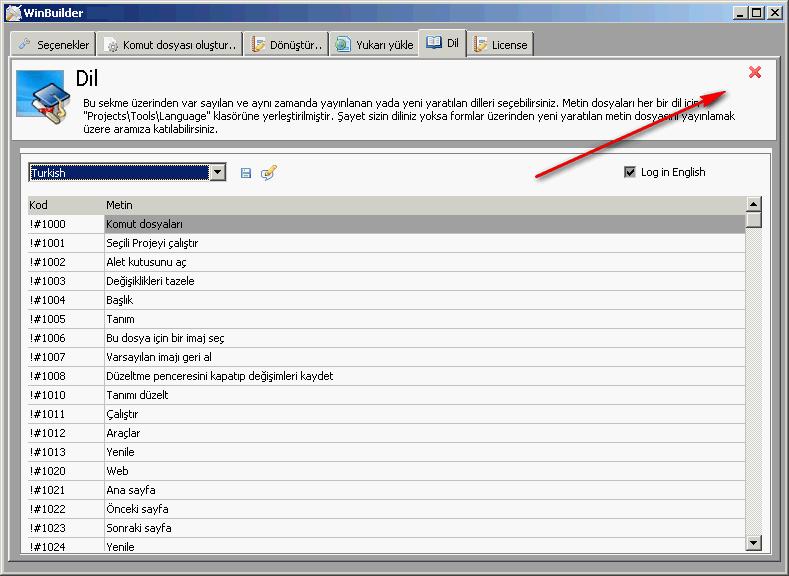 WinBuilder
Seçenekler
Komut dosyası oluştur..
Dönüştür..
Yukarı yükle
Dil
License
Dil
Bu sekme üzerinden var sayılan ve aynı zamanda yayınlanan yada yeni yaratılan dilleri seçebilirsiniz. Metin dosyaları her bir dil için
"Projects\Tools\Language" klasörüne yerleştirilmiştir. Şayet sizin diliniz yoksa formlar üzerinden yeni yaratılan metin dosyasını yayınlamak
üzere aramıza katılabilirsiniz.
Turkish
Log in English
Kod Metin
!#1000 Komut dosyaları
!#1001 Seçili Projeyi çalıştır
!#1002 Alet kutusunu aç
!#1003 Değişiklikleri tazele
!#1004 Başlık
!#1005 Tanım
!#1006 Bu dosya için bir imaj seç
!#1007 Varsayılan imajı geri al
!#1008 Düzeltme penceresini kapatıp değişimleri kaydet
!#1010 Tanımı düzelt
!#1011 Çalıştır
!#1012 Araçlar
!#1013 Yenile
!#1020 Web
!#1021 Ana sayfa
!#1022 Önceki sayfa
!#1023 Sonraki sayfa
!#1024 Yenile